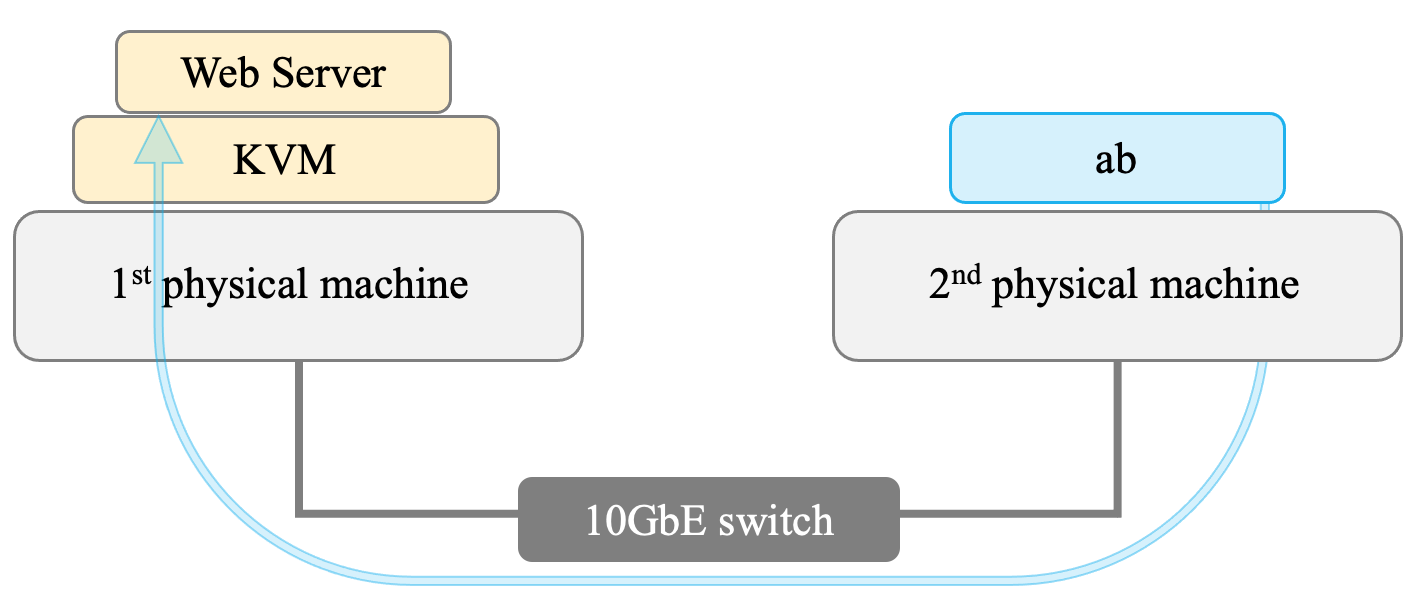 Web Server
KVM
ab
1st physical machine
2nd physical machine
10GbE switch